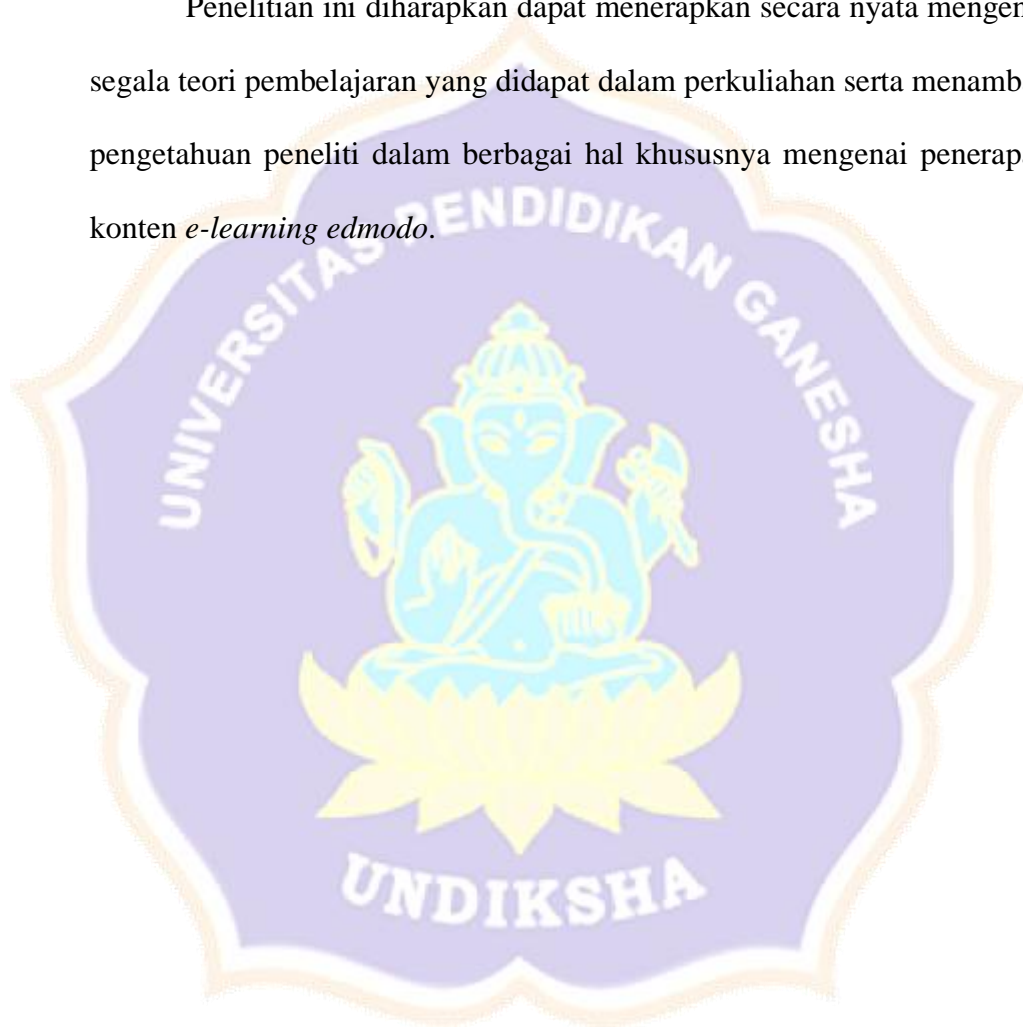 Penelitian ini diharapkan dapat menerapkan secara nyata mengen
segala teori pembelajaran yang didapat dalam perkuliahan serta menamb
pengetahuan peneliti dalam berbagai hal khususnya mengenai penerap
konten e-learning edmodo.
UNIVERSITAS PENDIDIKAN GANESHA
UNDIKSHA